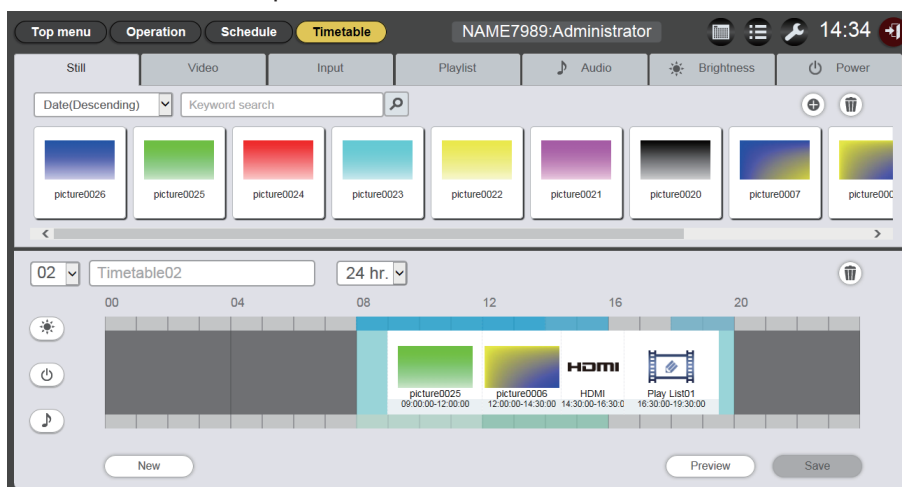 Top menu Operation Schedule Timetable NAME7989:Administrator 14:34
Still Video Input Playlist Audio Brightness Power
Date(Descending) Keyword search
picture0026 picture0025 picture0024 picture0023 picture0022 picture0021 picture0020 picture0007 picture000
02 Timetable02 24 hr.
00 04 08 12 16 20
HDMI
picture0025 picture0006 HDMI Play List01
09:00:00-12:00:00 12:00:00-14:30:00 14:30:00-16:30:0 16:30:00-19:30:00
New Preview Save